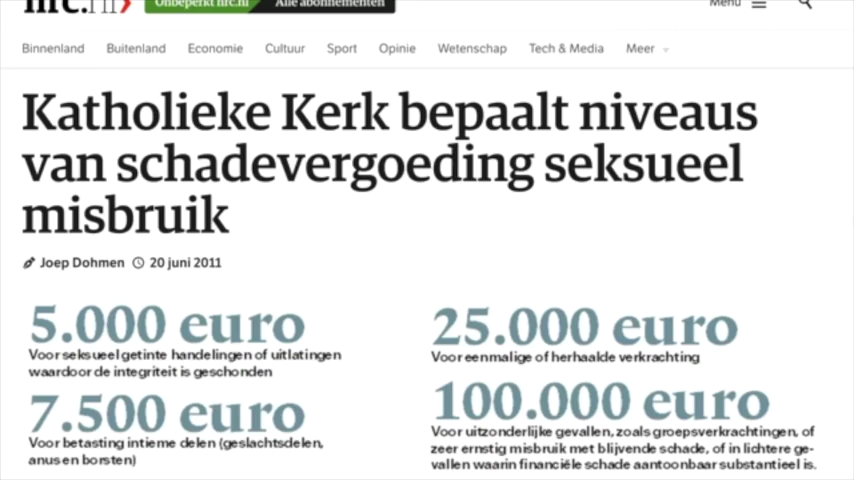 nrc.nl
Onbeperkt nrc.nl
Alle abonnementen
Menu
Binnenland Buitenland Economie Cultuur Sport Opinie Wetenschap Tech & Media Meer
Katholieke Kerk bepaalt niveaus
van schadevergoeding seksueel
misbruik
Joep Dohmen 20 juni 2011
5.000 euro
Voor seksueel getinte handelingen of uitlatingen
waardoor de integriteit is geschonden
7.500 euro
Voor betasting intieme delen (geslachtsdelen,
anus en borsten)
25.000 euro
Voor eenmalige of herhaalde verkrachting
100.000 euro
Voor uitzonderlijke gevallen, zoals groepsverkrachtingen, of
zeer ernstig misbruik met blijvende schade, of in lichtere ge-
vallen waarin financiële schade aantoonbaar substantieel is.